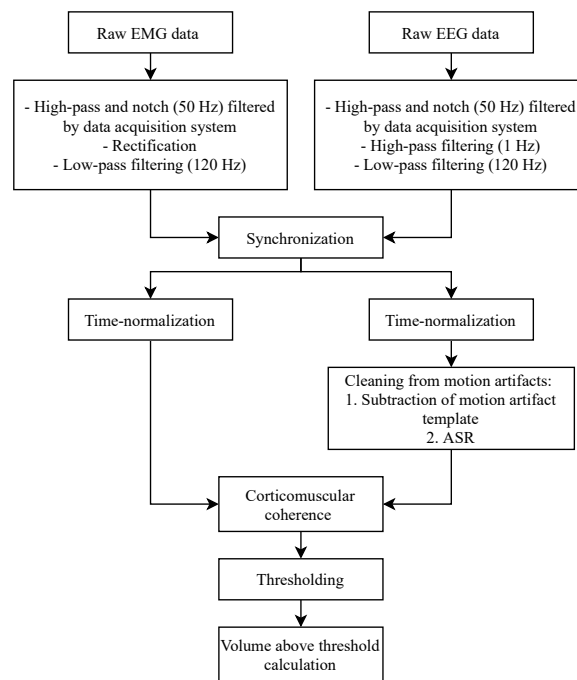 Raw EMG data
Raw EEG data
- High-pass and notch (50 Hz) filtered
by data acquisition system
- Rectification
- Low-pass filtering (120 Hz)
- High-pass and notch (50 Hz) filtered
by data acquisition system
- High-pass filtering (1 Hz)
- Low-pass filtering (120 Hz)
Synchronization
Time-normalization
Time-normalization
Cleaning from motion artifacts:
1. Subtraction of motion artifact
template
2. ASR
Corticomuscular
coherence
Thresholding
Volume above threshold
calculation